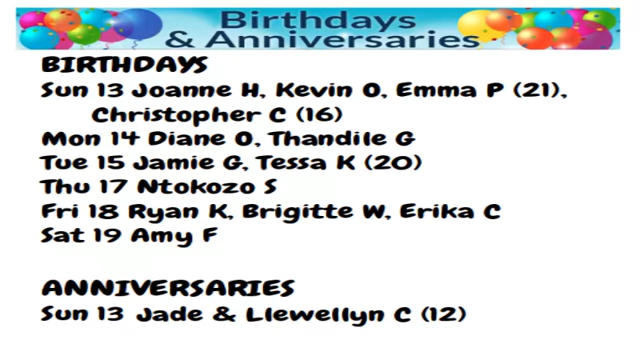 Birthdays
& Anniversaries
BIRTHDAYS
Sun 13 Joanne H, Kevin O, Emma P (21),
Christopher C (16)
Mon 14 Diane O, Thandile G
Tue 15 Jamie G, Tessa K (20)
Thu 17 Ntokozo S
Fri 18 Ryan K, Brigitte W, Erika C
Sat 19 Amy F
ANNIVERSARIES
Sun 13 Jade & Llewellyn C (12)